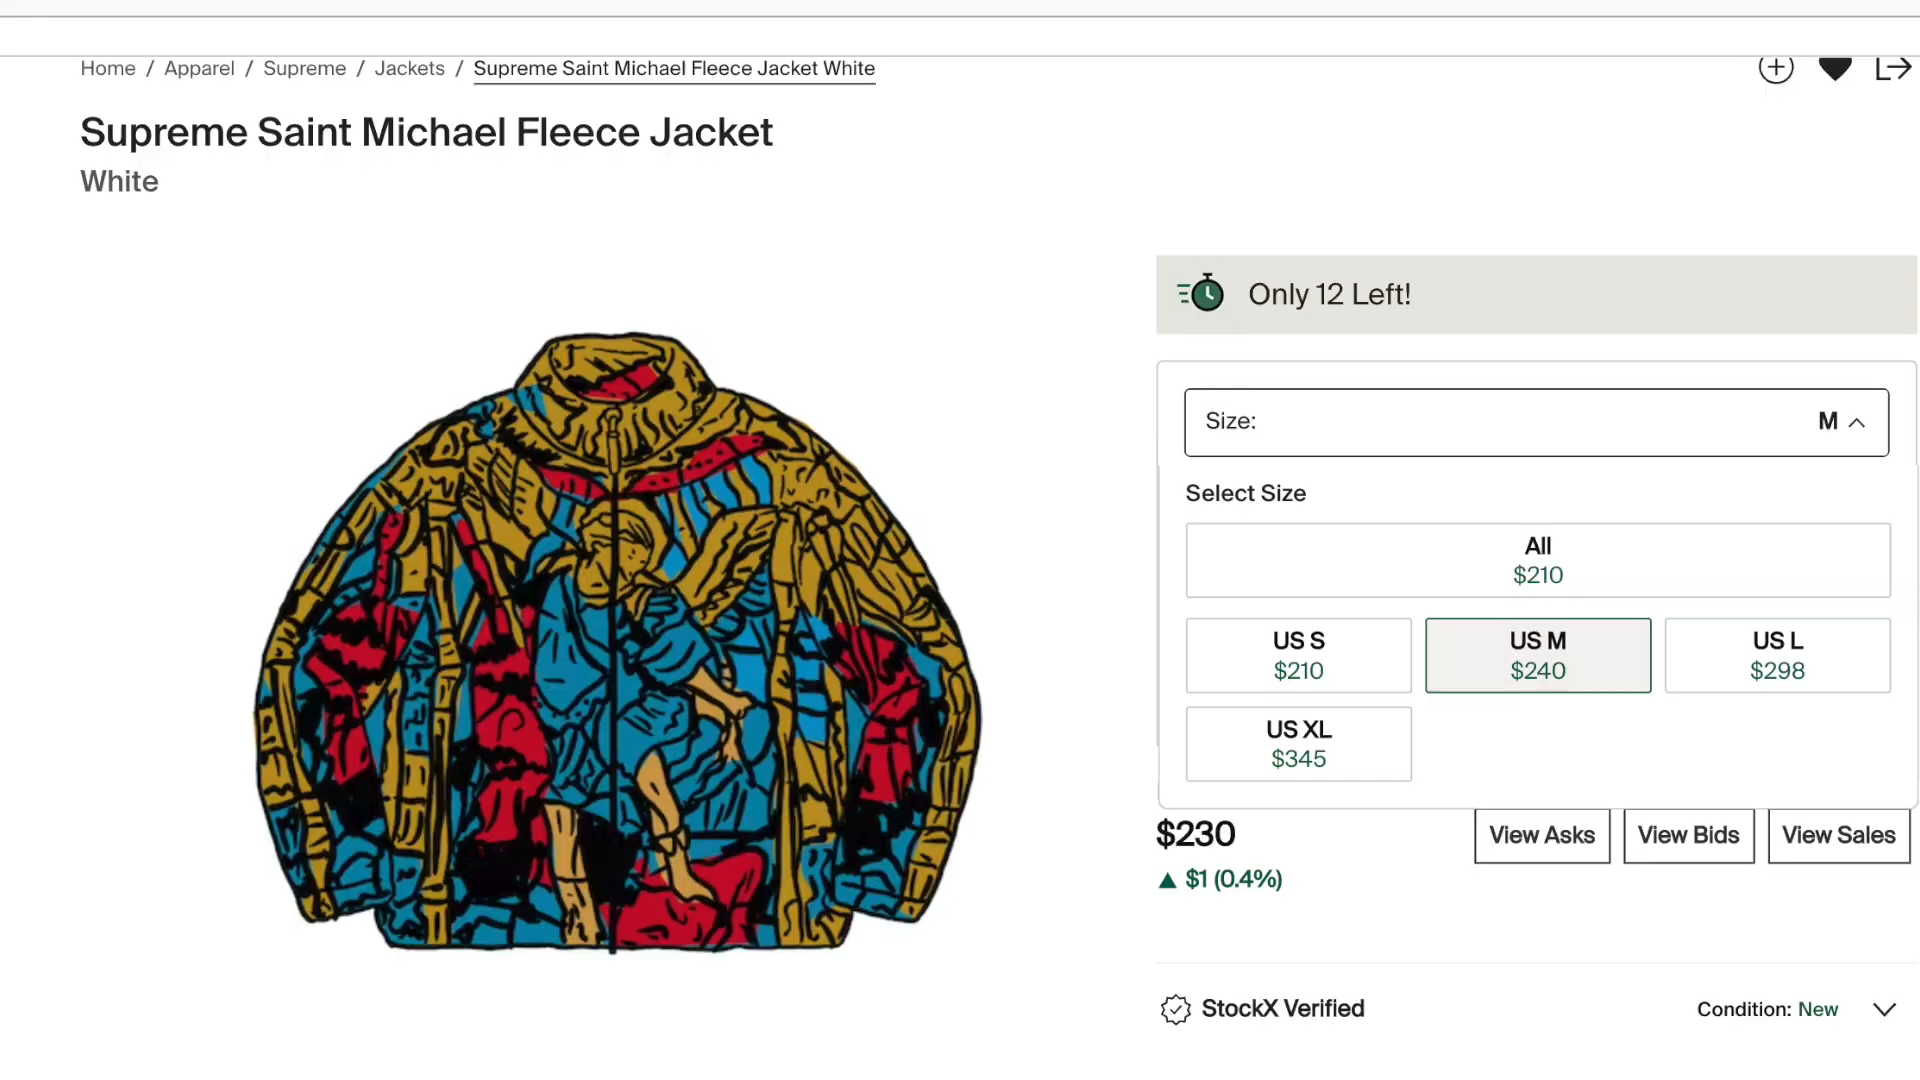 Home / Apparel / Supreme / Jackets / Supreme Saint Michael Fleece Jacket White
Supreme Saint Michael Fleece Jacket
White
Only 12 Left!
Size: M
Select Size
All
$210
US S
$210
US M
$240
US L
$298
US XL
$345
$230
View Asks
View Bids
View Sales
▲ $1 (0.4%)
StockX Verified
Condition: New